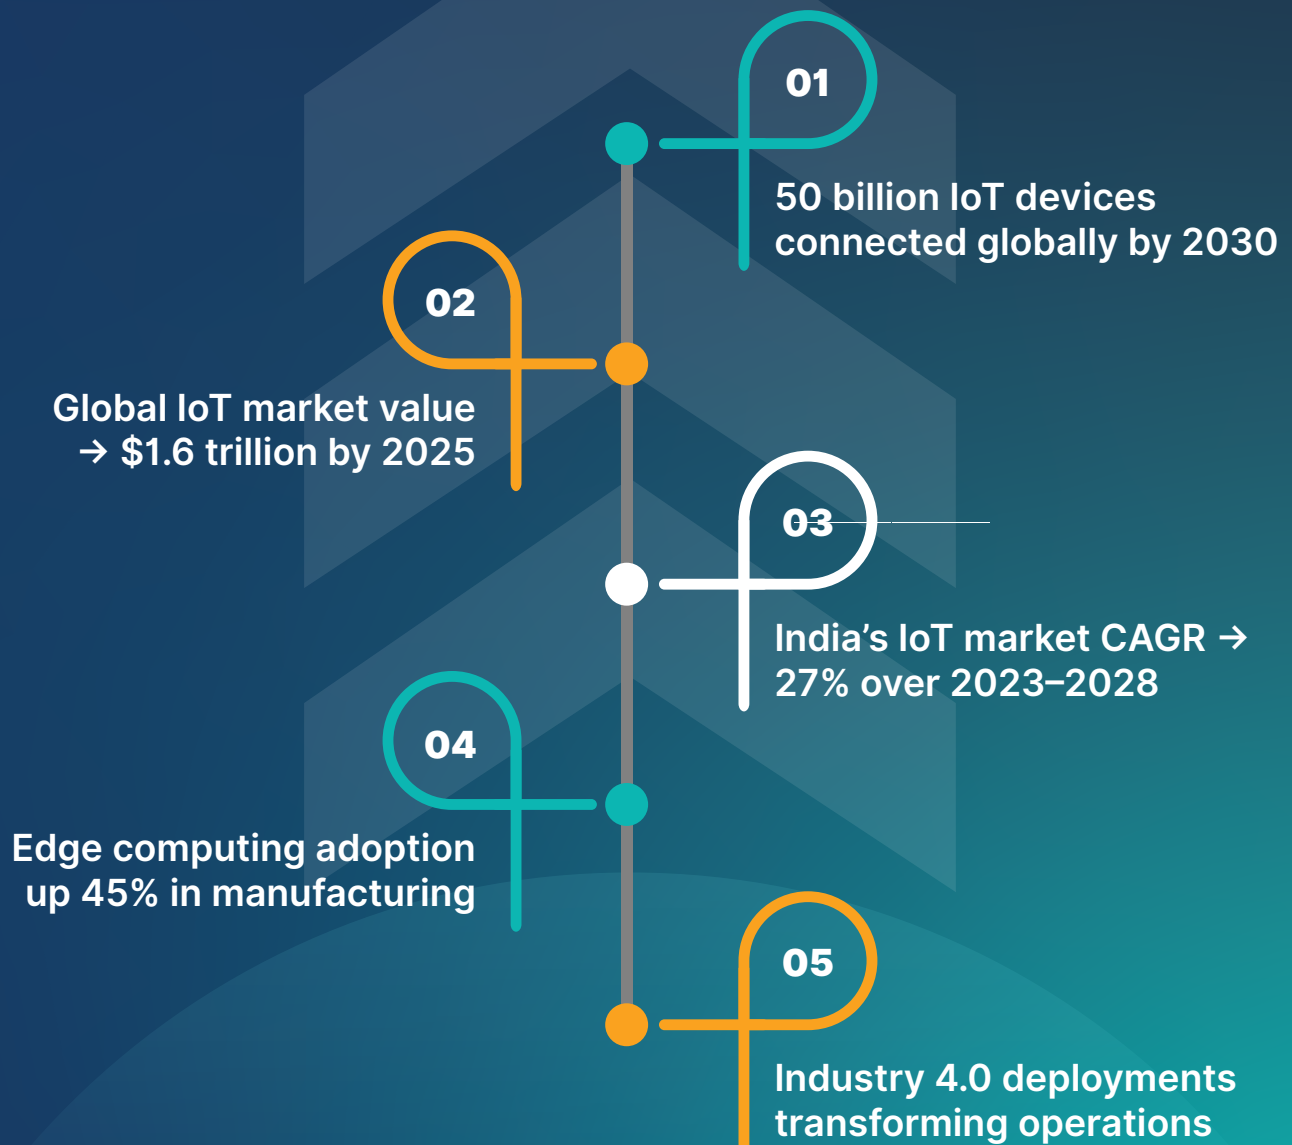 01
50 billion IoT devices
connected globally by 2030
02
Global IoT market value
→ $1.6 trillion by 2025
03
India’s IoT market CAGR →
27% over 2023–2028
04
Edge computing adoption
up 45% in manufacturing
05
Industry 4.0 deployments
transforming operations